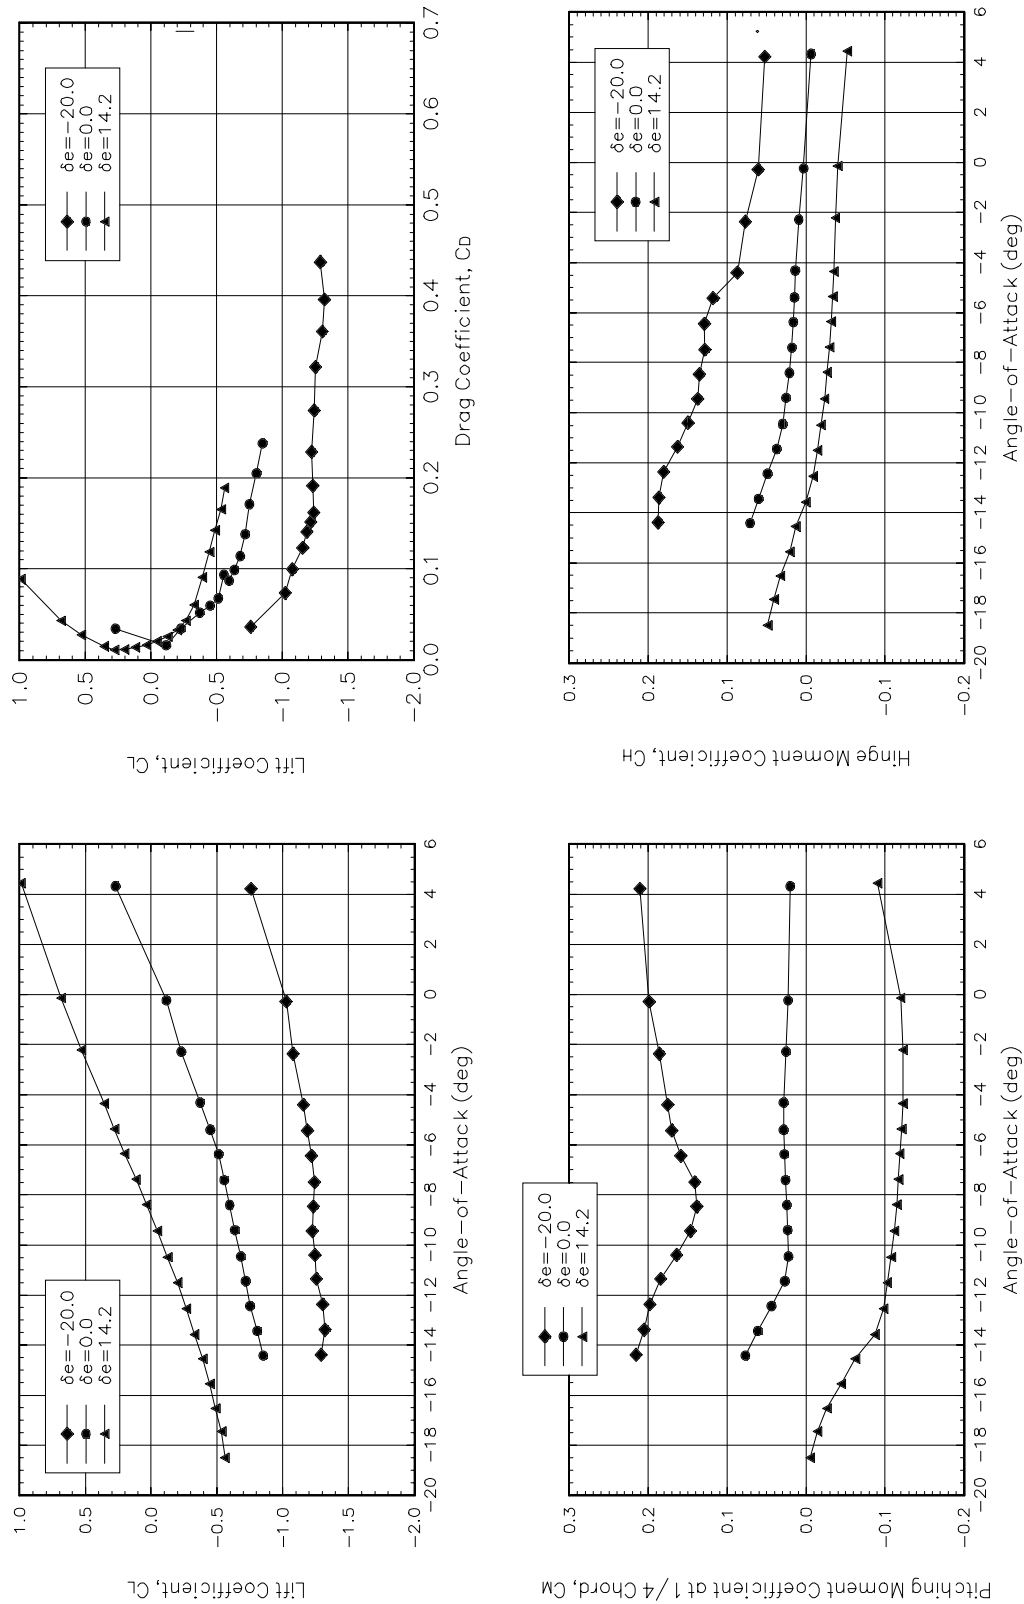 Lift Coefficient, CL
1.0
0.5
0.0
−0.5
−1.0
−1.5
−2.0
−20 −18 −16 −14 −12 −10 −8 −6 −4 −2 0 2 4 6
Angle−of−Attack (deg)
δe=−20.0
δe=0.0
δe=14.2
Lift Coefficient, CL
1.0
0.5
0.0
−0.5
−1.0
−1.5
−2.0
0.0 0.1 0.2 0.3 0.4 0.5 0.6 0.7
Drag Coefficient, CD
δe=−20.0
δe=0.0
δe=14.2
Pitching Moment Coefficient at 1/4 Chord, CM
0.3
0.2
0.1
0.0
−0.1
−0.2
−20 −18 −16 −14 −12 −10 −8 −6 −4 −2 0 2 4 6
Angle−of−Attack (deg)
δe=−20.0
δe=0.0
δe=14.2
Hinge Moment Coefficient, CH
0.3
0.2
0.1
0.0
−0.1
−0.2
−20 −18 −16 −14 −12 −10 −8 −6 −4 −2 0 2 4 6
Angle−of−Attack (deg)
δe=−20.0
δe=0.0
δe=14.2